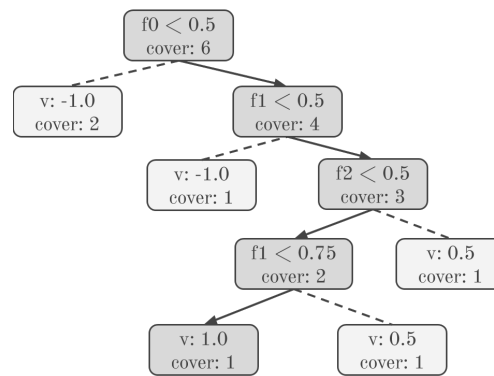 f0 < 0.5
cover: 6
v: -1.0
cover: 2
f1 < 0.5
cover: 4
v: -1.0
cover: 1
f2 < 0.5
cover: 3
f1 < 0.75
cover: 2
v: 0.5
cover: 1
v: 1.0
cover: 1
v: 0.5
cover: 1